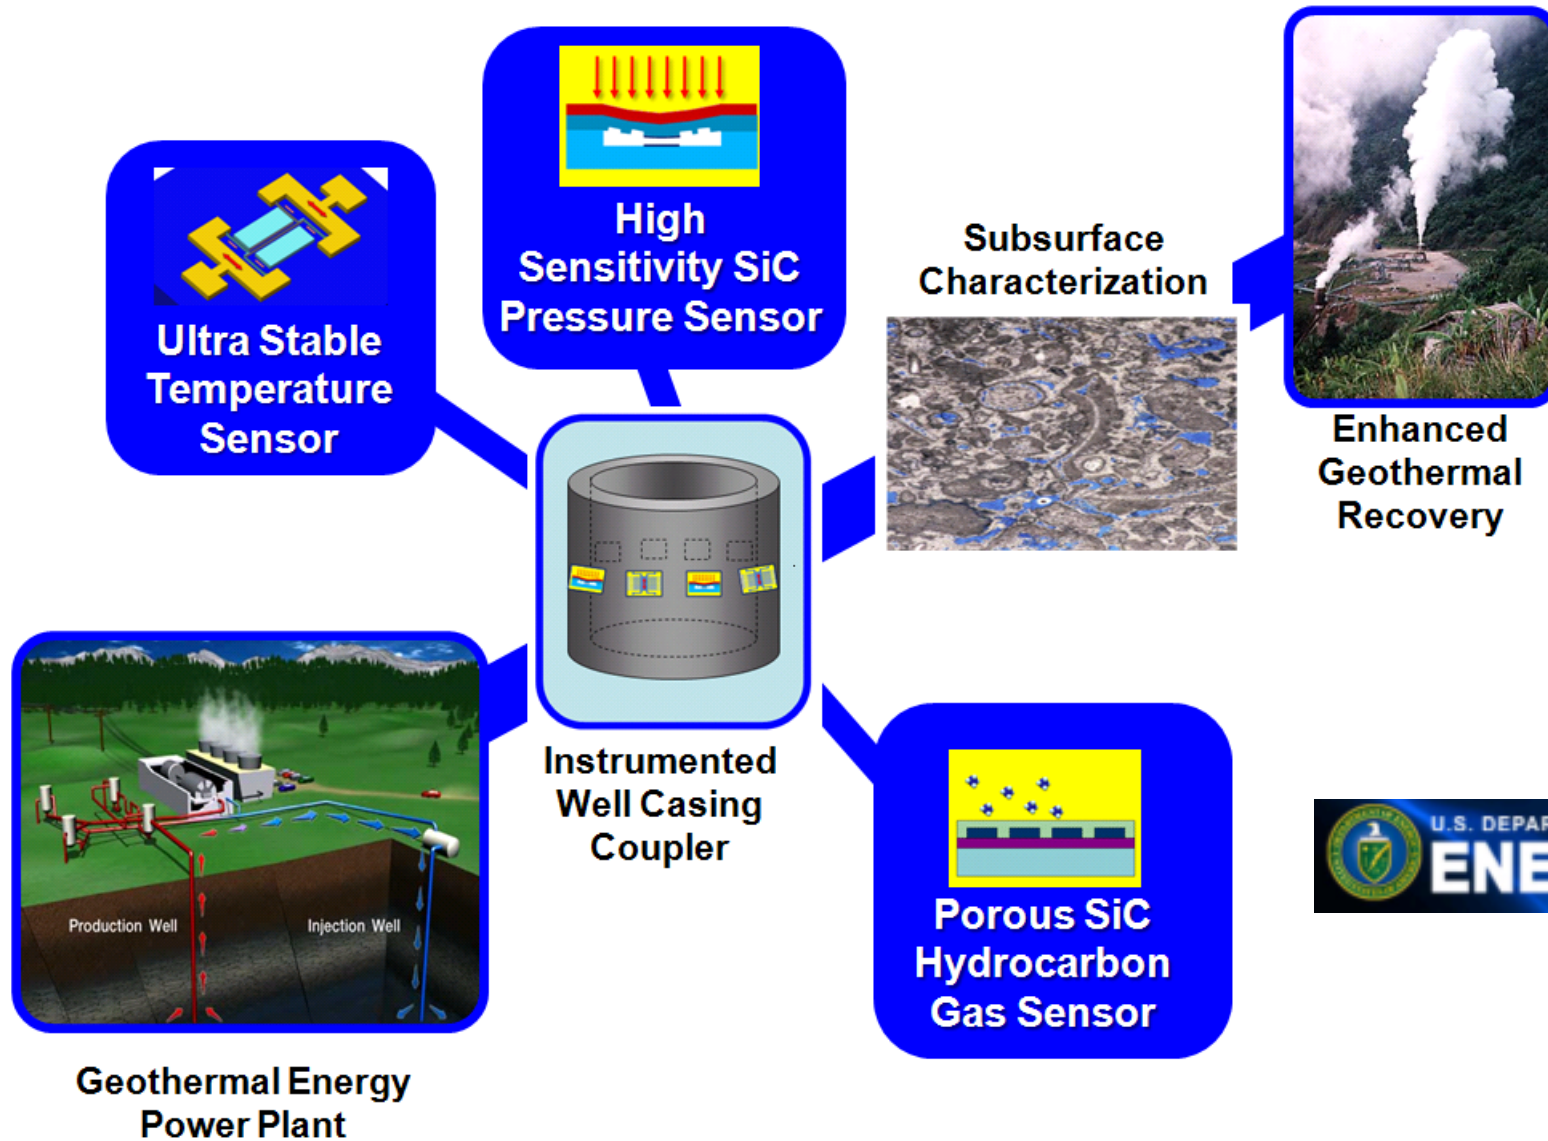 High
Sensitivity SiC
Pressure Sensor
Ultra Stable
Temperature
Sensor
Subsurface
Characterization
Enhanced
Geothermal
Recovery
Instrumented
Well Casing
Coupler
Production Well
Injection Well
Porous SiC
Hydrocarbon
Gas Sensor
U.S. DEPAR
ENE
Geothermal Energy
Power Plant